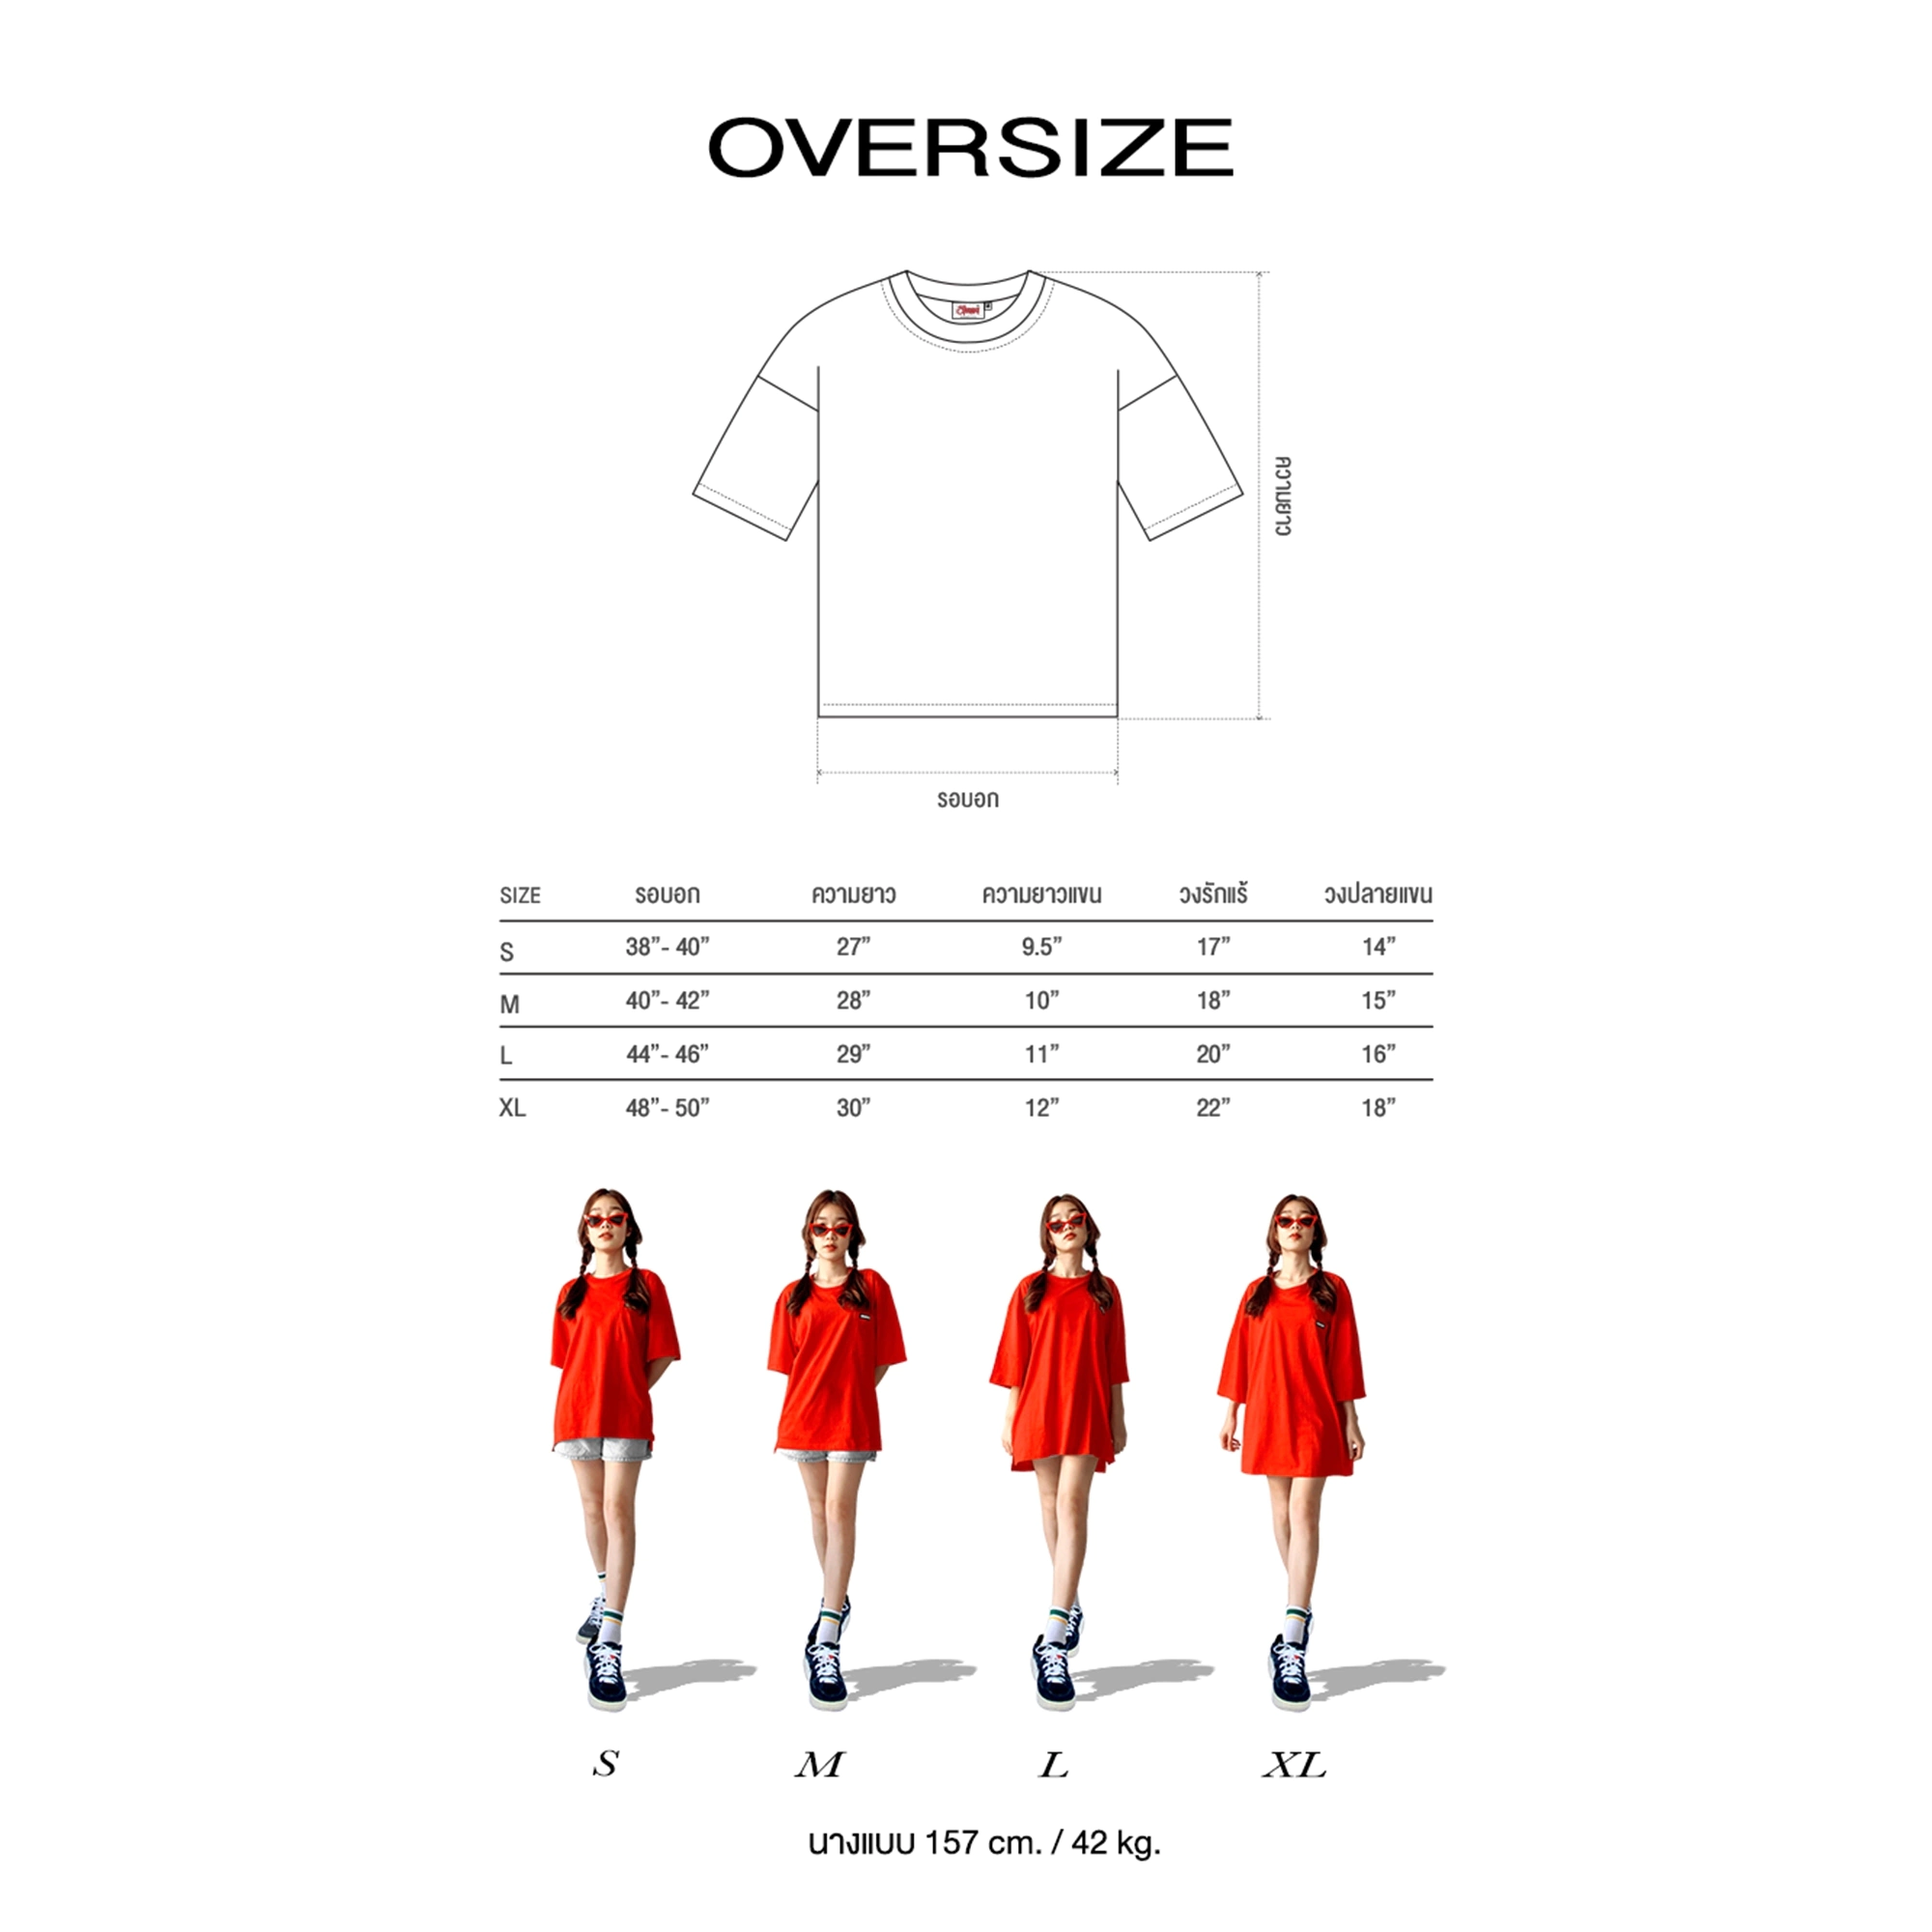 OVERSIZE
ความยาว
รอบอก
SIZE รอบอก ความยาว ความยาวแขน วงรักแร้ วงปลายแขน
S 38”- 40” 27” 9.5” 17” 14”
M 40”- 42” 28” 10” 18” 15”
L 44”- 46” 29” 11” 20” 16”
XL 48”- 50” 30” 12” 22” 18”
S M L XL
นางแบบ 157 cm. / 42 kg.